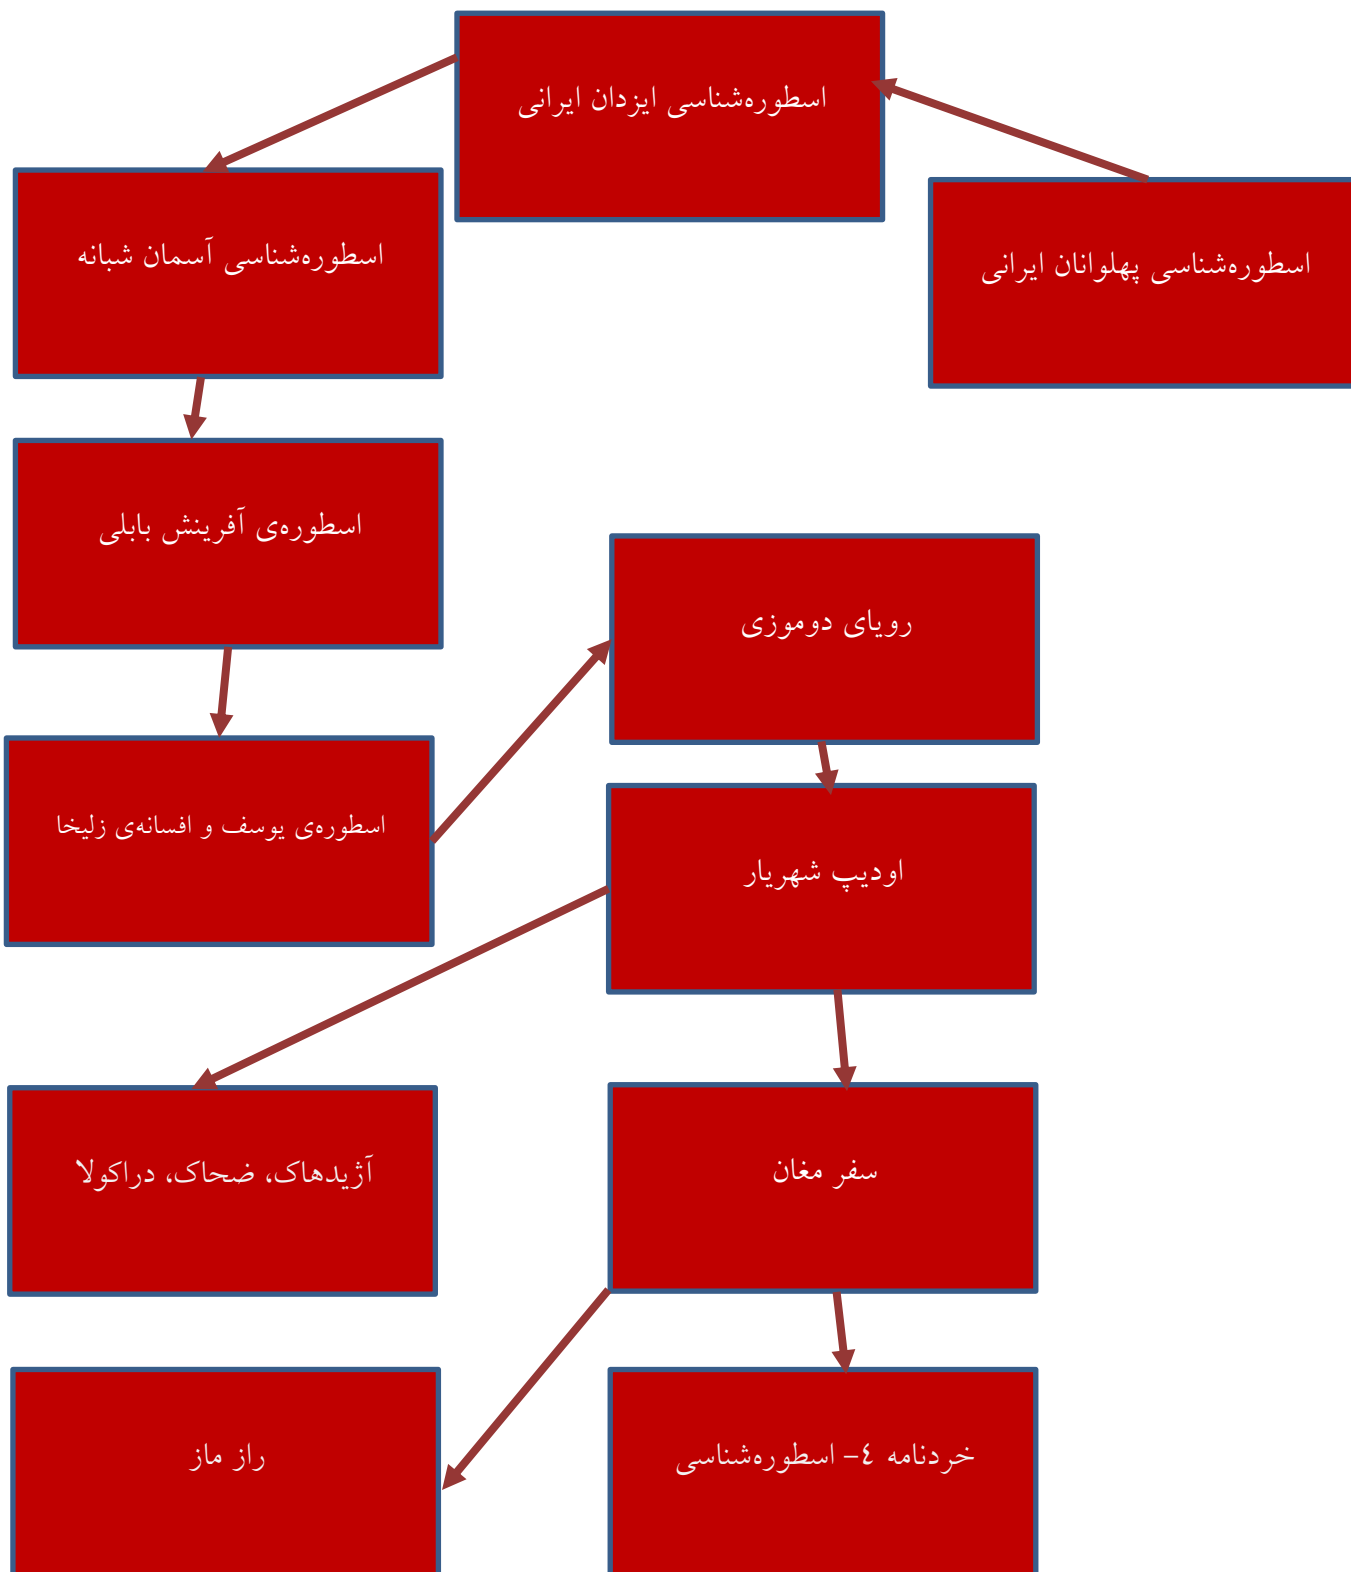 اسطوره‌شناسی ایزدان ایرانی
اسطوره‌شناسی پهلوانان ایرانی
اسطوره‌شناسی آسمان شبانه
اسطوره‌ی آفرینش بابلی
رویای دوموزی
اسطوره‌ی یوسف و افسانه‌ی زلیخا
اودیپ شهریار
سفر مغان
آژیدهاک، ضحاک، دراکولا
خردنامه ٤- اسطوره‌شناسی
راز ماز